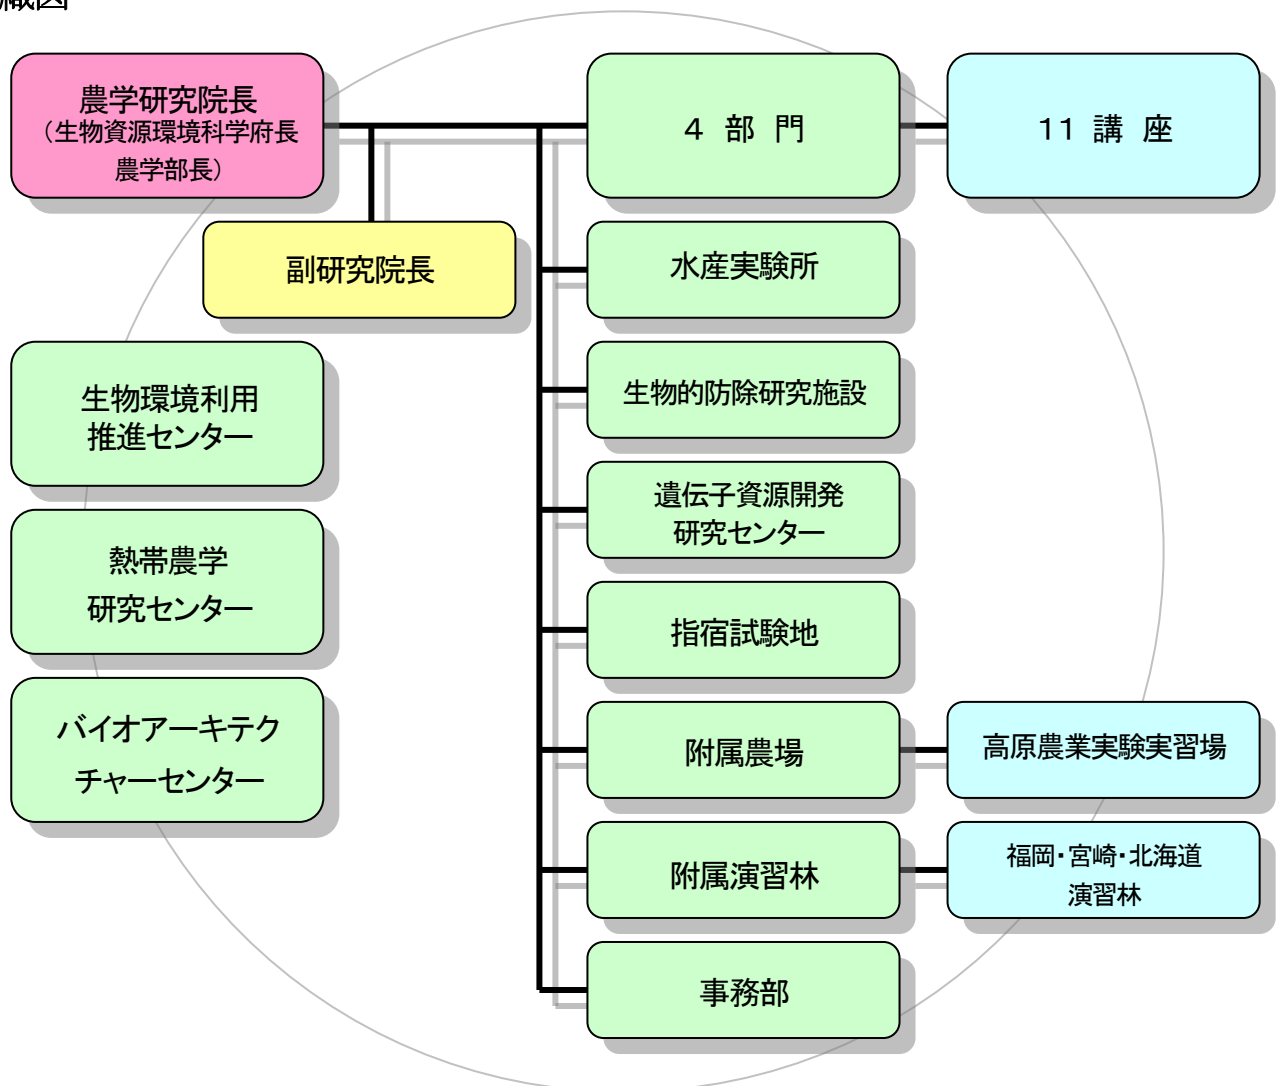 農学研究院長
（生物資源環境科学府長
農学部長）
4 部 門
11 講 座
副研究院長
水産実験所
生物的防除研究施設
遺伝子資源開発
研究センター
指宿試験地
附属農場
高原農業実験実習場
附属演習林
福岡・宮崎・北海道
演習林
事務部
生物環境利用
推進センター
熱帯農学
研究センター
バイオアーキテク
チャーセンター